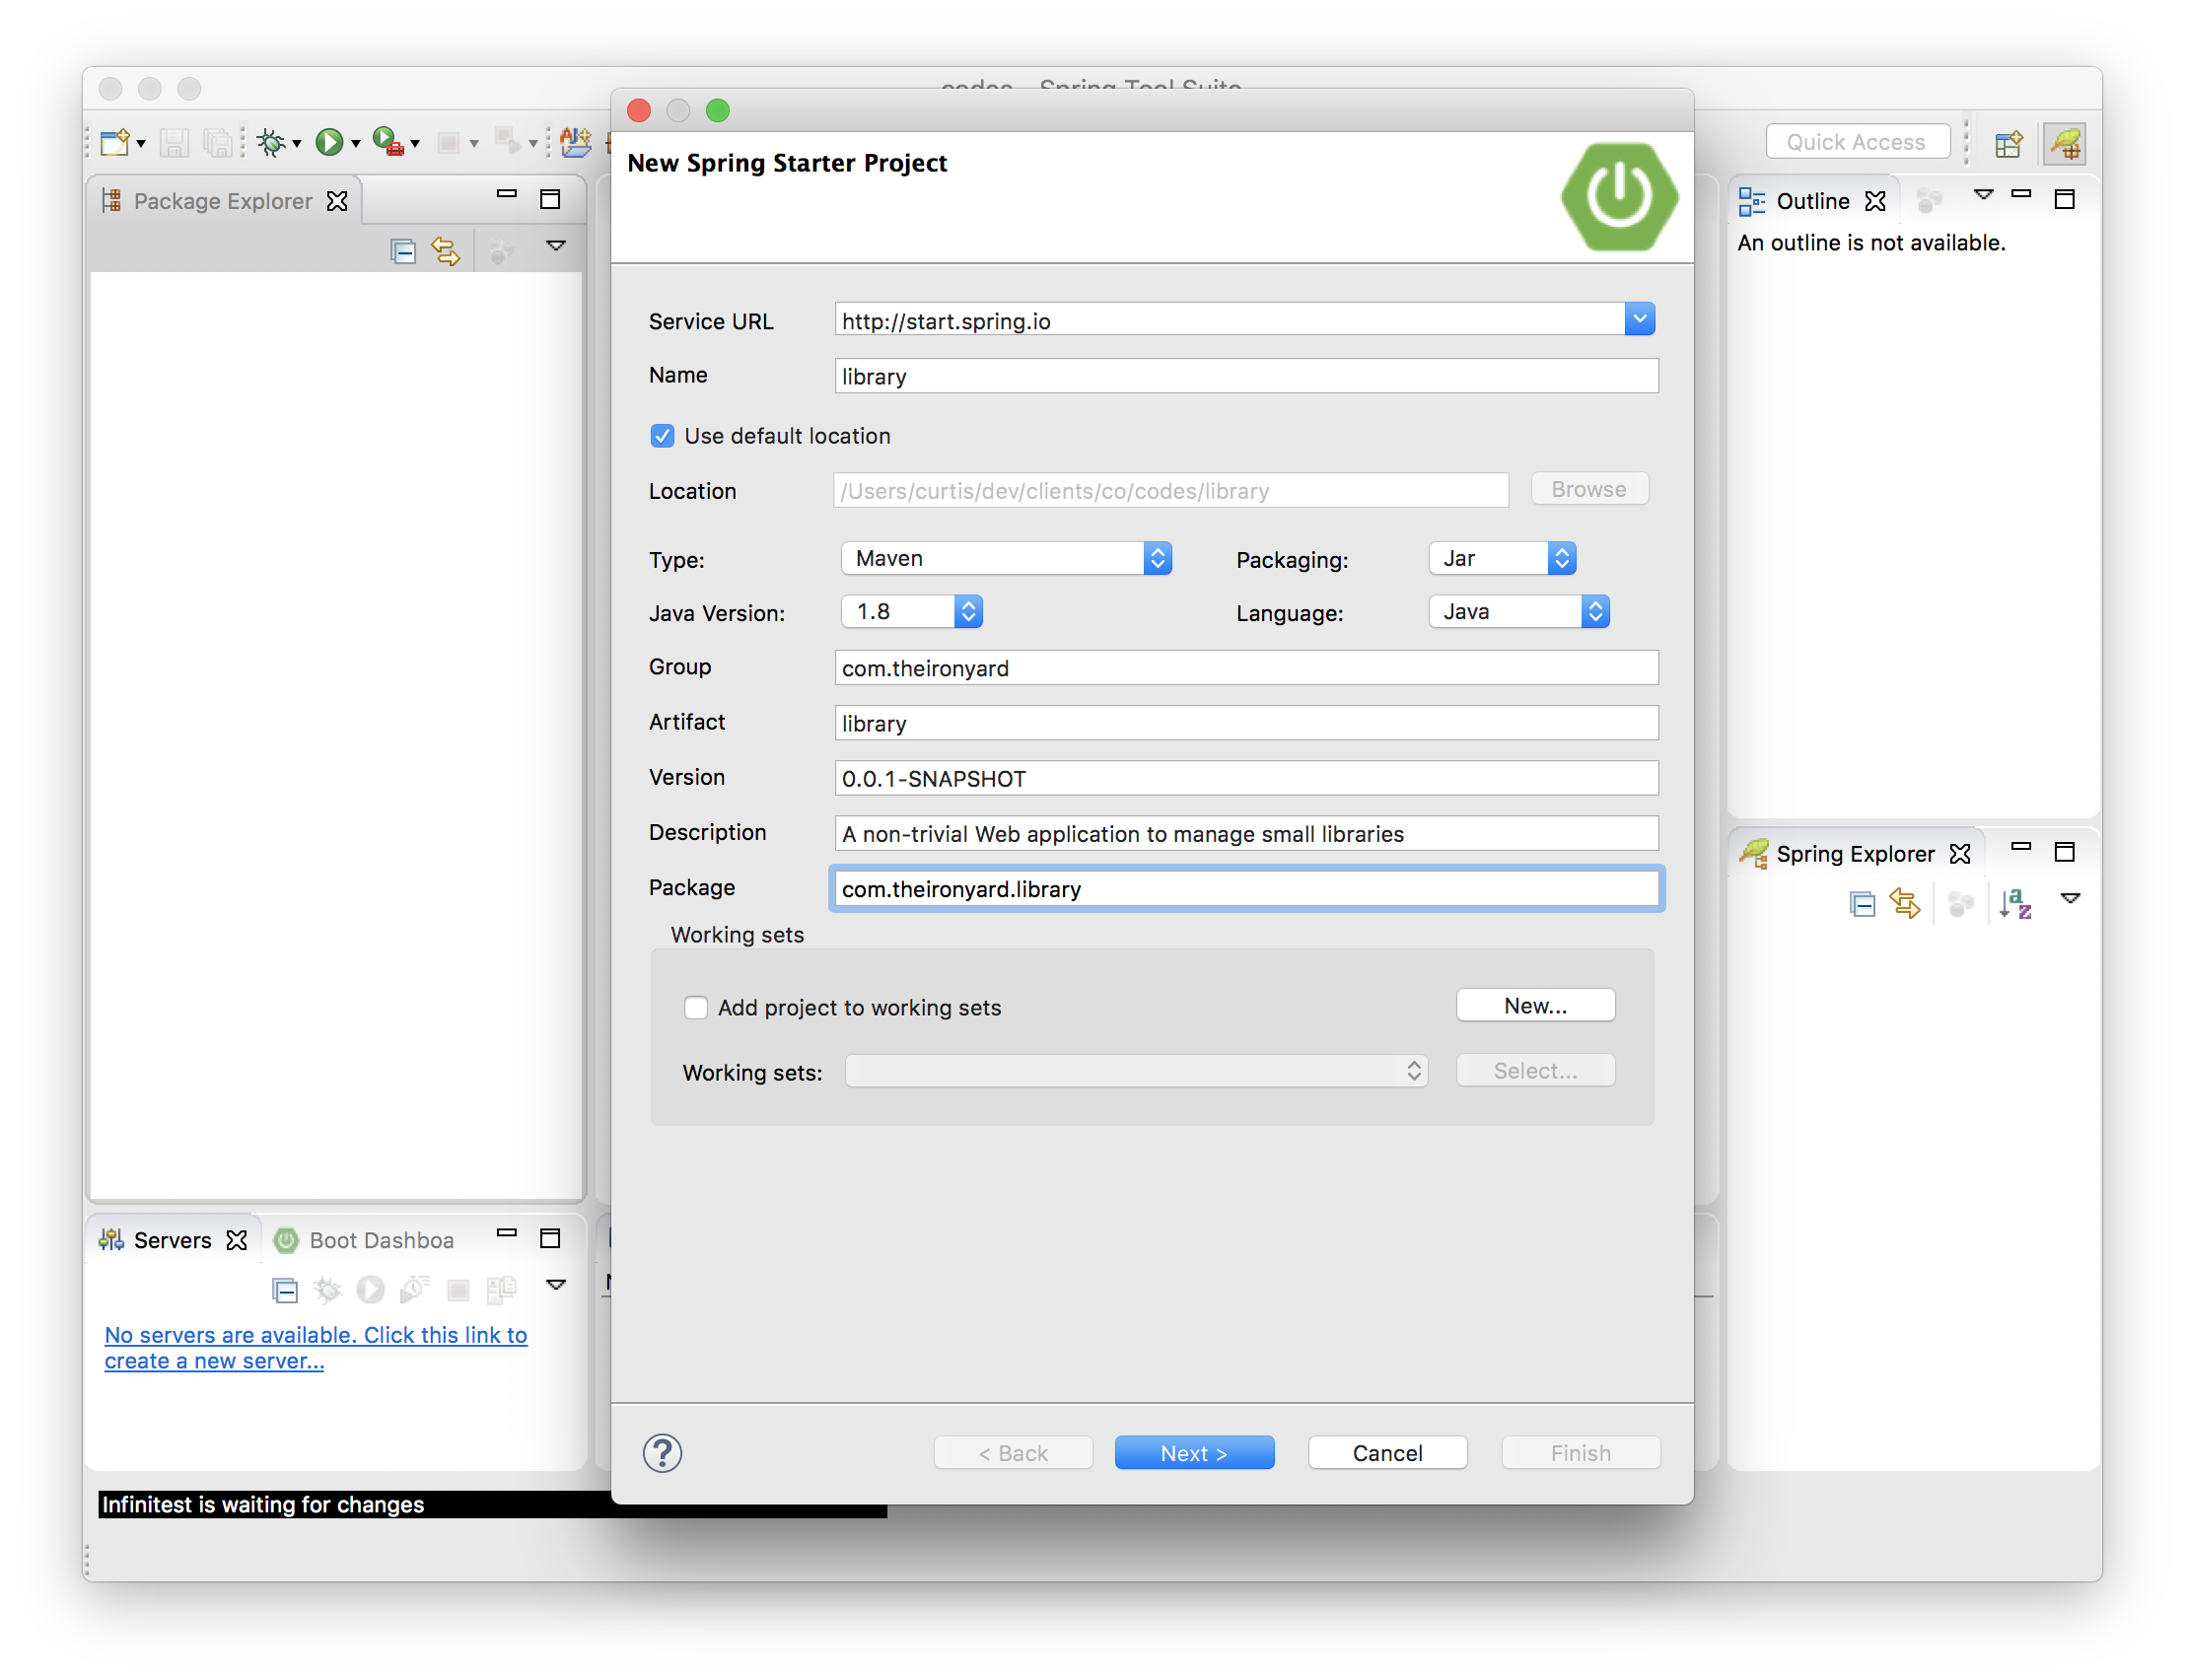 codes – Spring Tool Suite
Quick Access
Package Explorer
New Spring Starter Project
Outline
An outline is not available.
Service URL
http://start.spring.io
Name
library
Use default location
Location
/Users/curtis/dev/clients/co/codes/library
Browse
Type:
Maven
Packaging:
Jar
Java Version:
1.8
Language:
Java
Group
com.theironyard
Artifact
library
Version
0.0.1-SNAPSHOT
Description
A non-trivial Web application to manage small libraries
Package
com.theironyard.library
Working sets
Add project to working sets
New...
Working sets:
Select...
Spring Explorer
Servers
Boot Dashboa
No servers are available. Click this link to
create a new server...
?
< Back
Next >
Cancel
Finish
Infinitest is waiting for changes